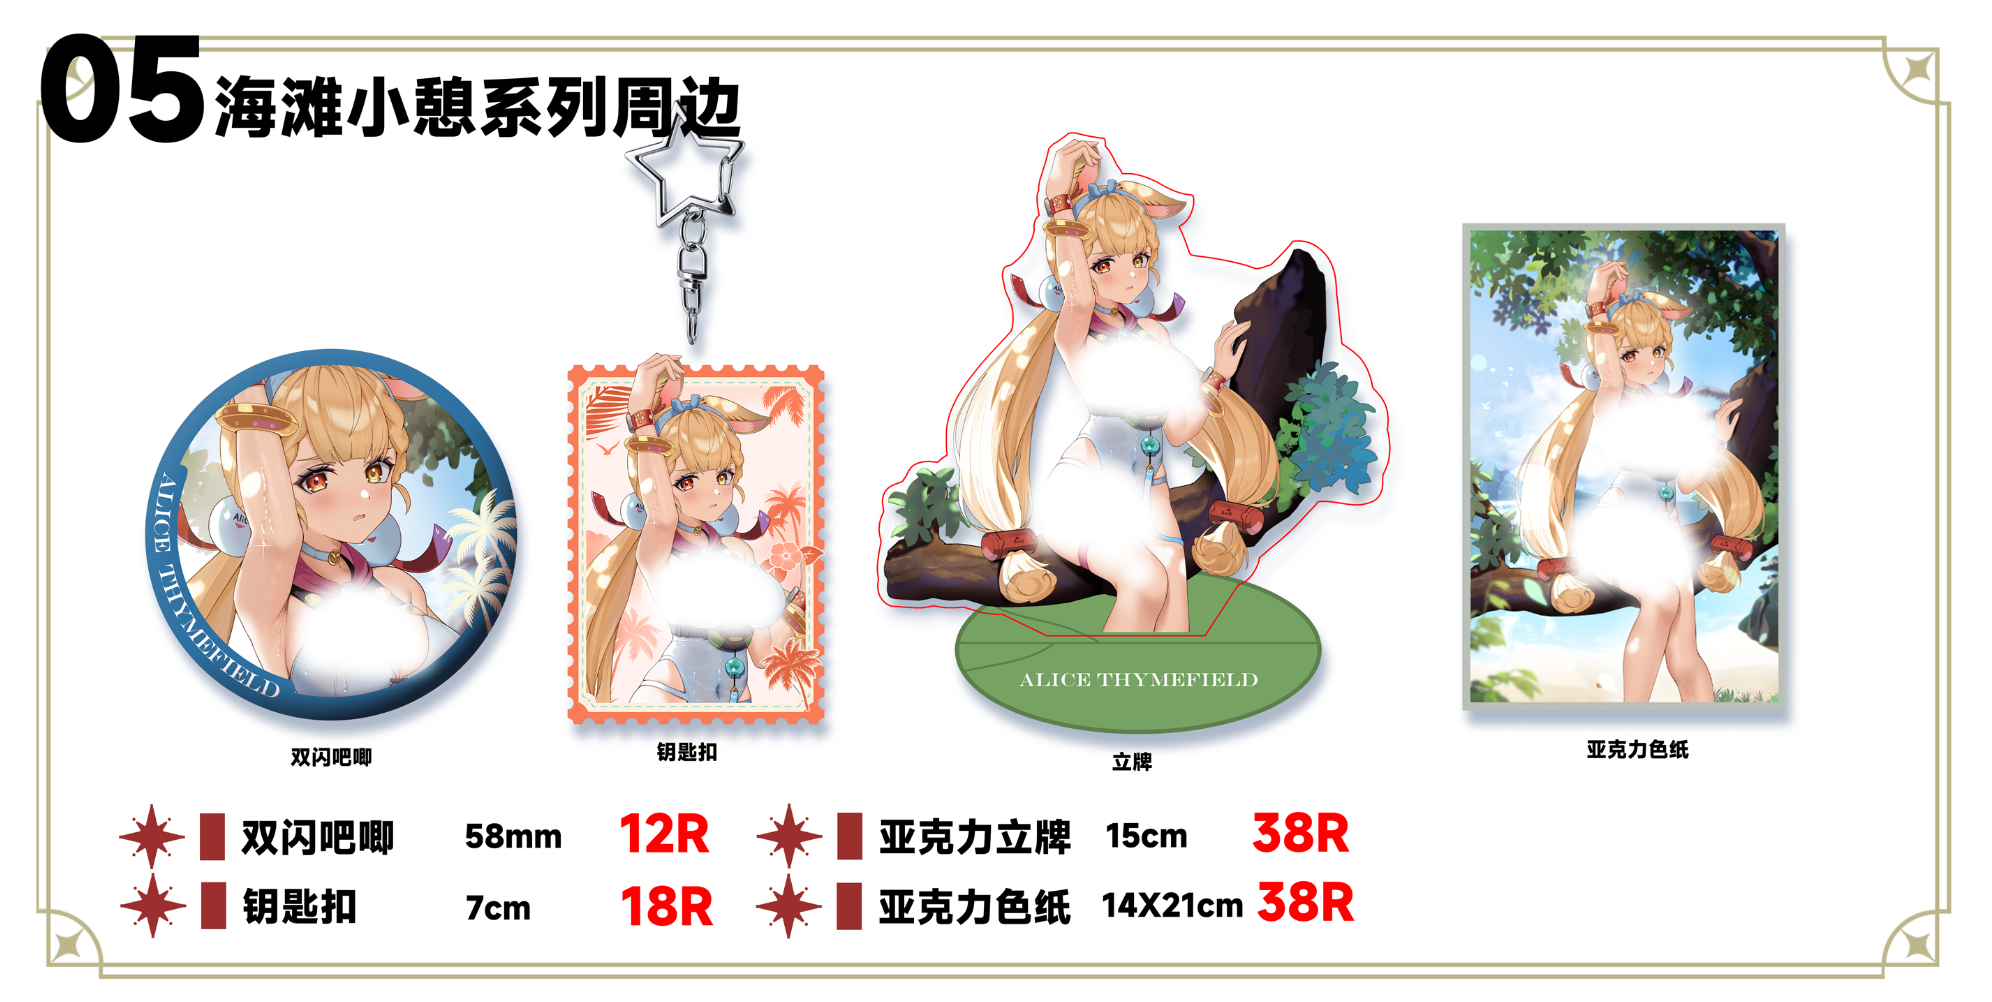 05 海滩小憩系列周边
Alice
ALICE THYMEFIELD
ALICE THYMEFIELD
双闪吧唧
钥匙扣
立牌
亚克力色纸
双闪吧唧 58mm 12R
亚克力立牌 15cm 38R
钥匙扣 7cm 18R
亚克力色纸 14X21cm 38R